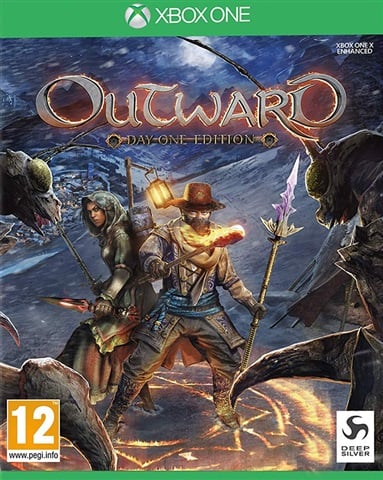 XBOX ONE
XBOX ONE X
ENHANCED
OUTWARD
DAY ONE EDITION
12
www.pegi.info
DEEP
SILVER